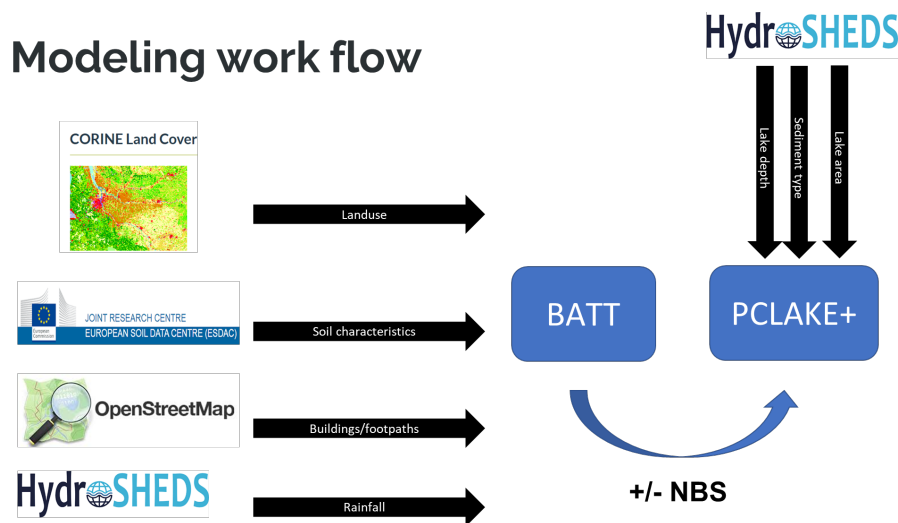 Modeling work flow
HydroSHEDS
Lake depth
Sediment type
Lake area
CORINE Land Cover
Landuse
European
Commission
JOINT RESEARCH CENTRE
EUROPEAN SOIL DATA CENTRE (ESDAC)
Soil characteristics
BATT
PCLAKE+
OpenStreetMap
Buildings/footpaths
HydroSHEDS
Rainfall
+/- NBS